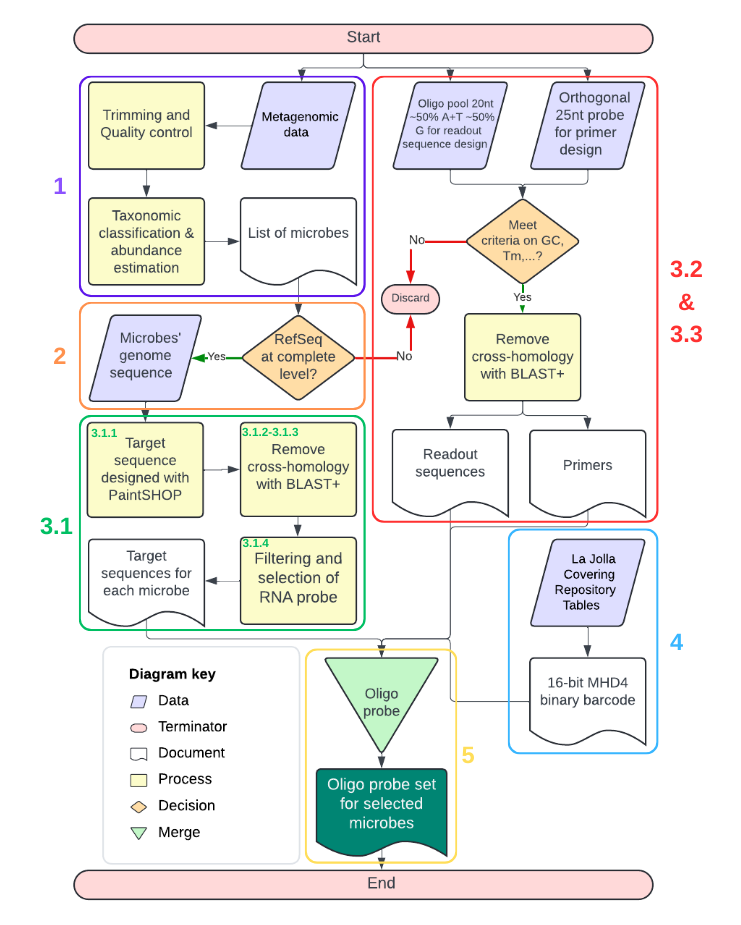 Start
1
Trimming and
Quality control
Metagenomic
data
Taxonomic
classification &
abundance
estimation
List of microbes
2
Microbes'
genome
sequence
Yes
RefSeq
at complete
level?
No
3.1
3.1.1
Target
sequence
designed with
PaintSHOP
3.1.2-3.1.3
Remove
cross-homology
with BLAST+
Target
sequences for
each microbe
3.1.4
Filtering and
selection of
RNA probe
3.2
&
3.3
Oligo pool 20nt
~50% A+T ~50%
G for readout
sequence design
Orthogonal
25nt probe
for primer
design
Meet
criteria on GC,
Tm,...?
No
Discard
Yes
Remove
cross-homology
with BLAST+
Readout
sequences
Primers
4
La Jolla
Covering
Repository
Tables
16-bit MHD4
binary barcode
5
Oligo
probe
Oligo probe set
for selected
microbes
Diagram key
Data
Terminator
Document
Process
Decision
Merge
End